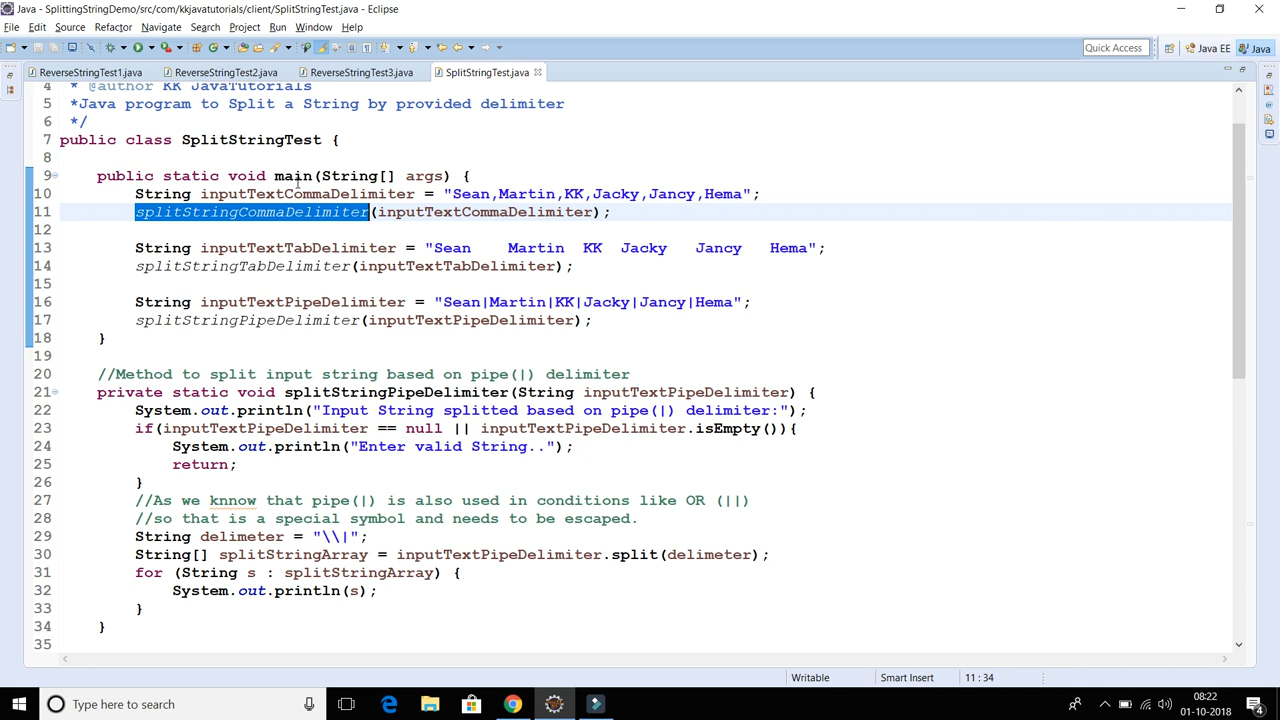 Java - SplittingStringDemo/src/com/kkjavatutorials/client/SplitStringTest.java - Eclipse
File Edit Source Refactor Navigate Search Project Run Window Help
Quick Access Java EE Java
ReverseStringTest1.java ReverseStringTest2.java ReverseStringTest3.java SplitStringTest.java
4 * @author KK JavaTutorials
5 *Java program to Split a String by provided delimiter
6 */
7 public class SplitStringTest {
8
9 public static void main(String[] args) {
10 String inputTextCommaDelimiter = "Sean,Martin,KK,Jacky,Jancy,Hema";
11 splitStringCommaDelimiter(inputTextCommaDelimiter);
12
13 String inputTextTabDelimiter = "Sean	Martin	KK	Jacky	Jancy	Hema";
14 splitStringTabDelimiter(inputTextTabDelimiter);
15
16 String inputTextPipeDelimiter = "Sean|Martin|KK|Jacky|Jancy|Hema";
17 splitStringPipeDelimiter(inputTextPipeDelimiter);
18 }
19
20 //Method to split input string based on pipe(|) delimiter
21 private static void splitStringPipeDelimiter(String inputTextPipeDelimiter) {
22 System.out.println("Input String splitted based on pipe(|) delimiter:");
23 if(inputTextPipeDelimiter == null || inputTextPipeDelimiter.isEmpty()){
24 System.out.println("Enter valid String..");
25 return;
26 }
27 //As we knnow that pipe(|) is also used in conditions like OR (||)
28 //so that is a special symbol and needs to be escaped.
29 String delimeter = "\\|";
30 String[] splitStringArray = inputTextPipeDelimiter.split(delimeter);
31 for (String s : splitStringArray) {
32 System.out.println(s);
33 }
34 }
35
Writable Smart Insert 11 : 34
Type here to search
08:22
01-10-2018
4